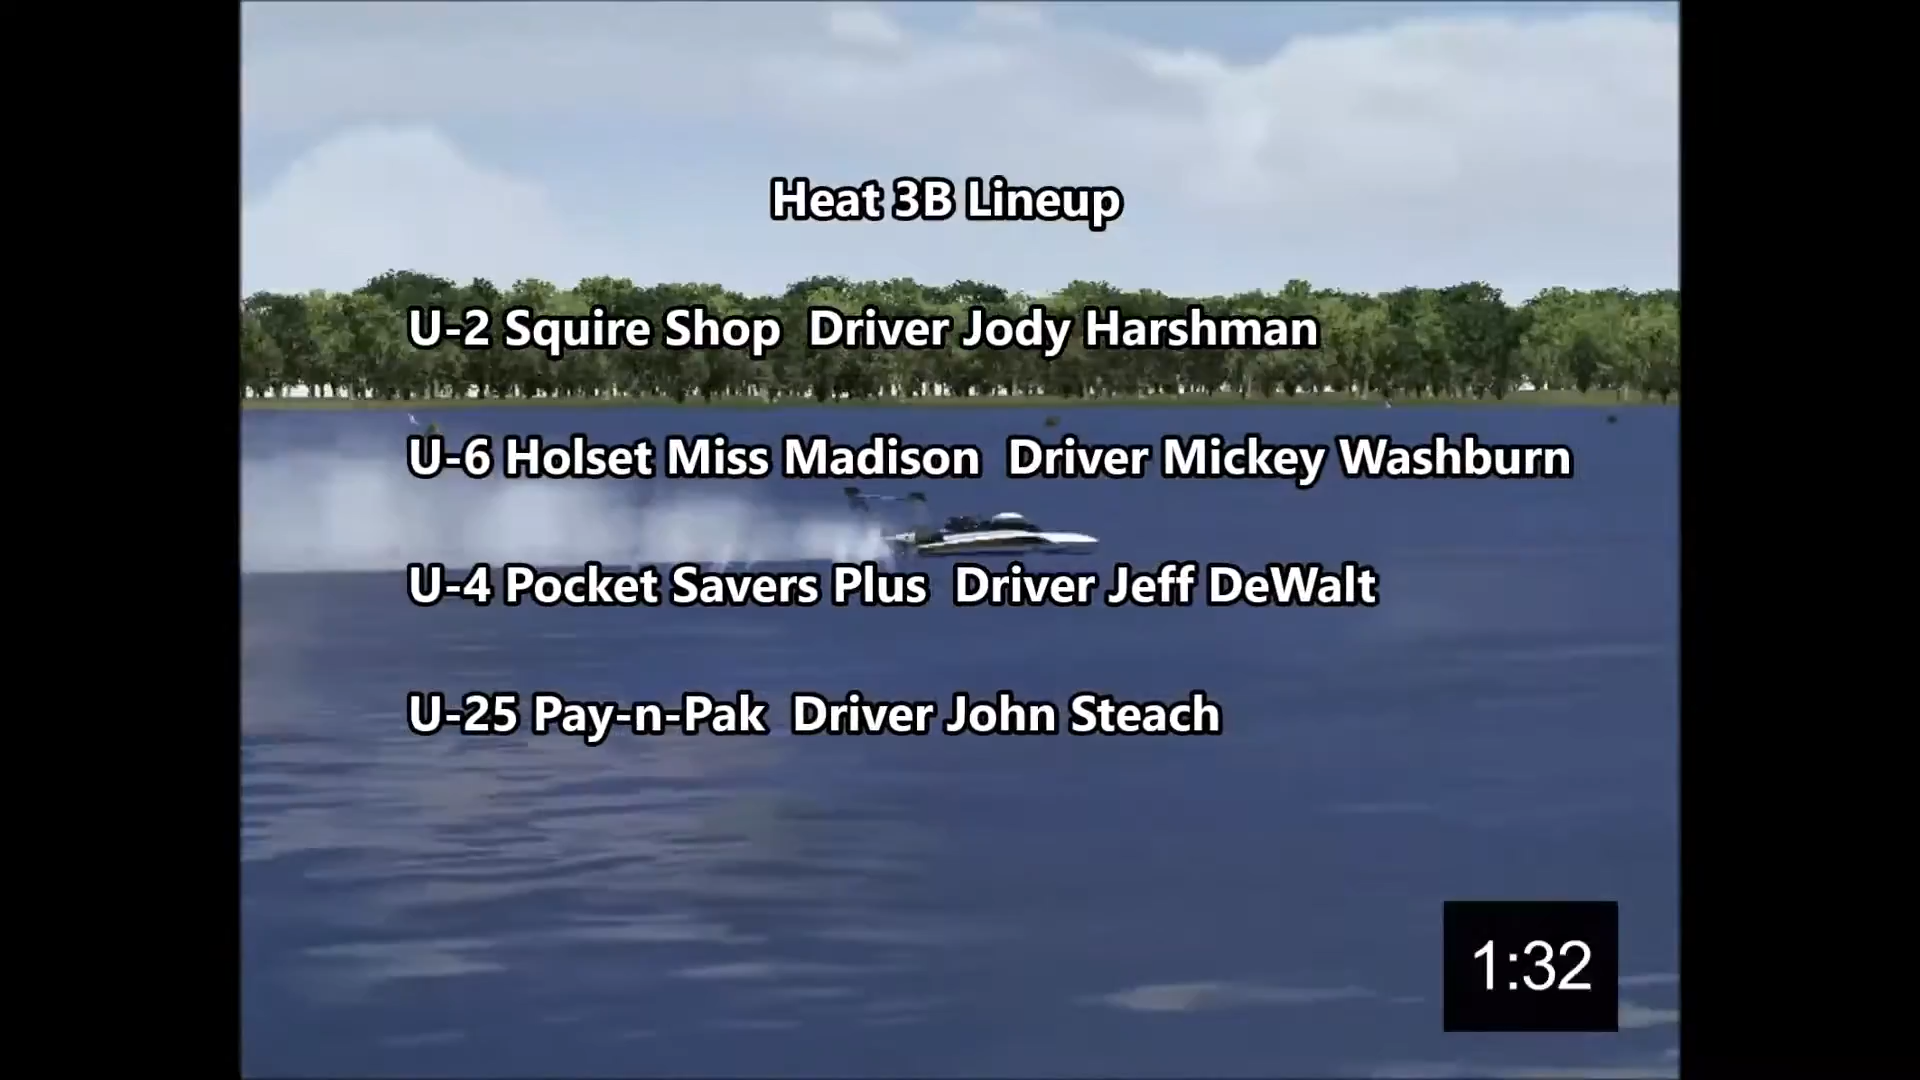 Heat 3B Lineup
U-2 Squire Shop  Driver Jody Harshman
U-6 Holset Miss Madison  Driver Mickey Washburn
U-4 Pocket Savers Plus  Driver Jeff DeWalt
U-25 Pay-n-Pak  Driver John Steach
1:32